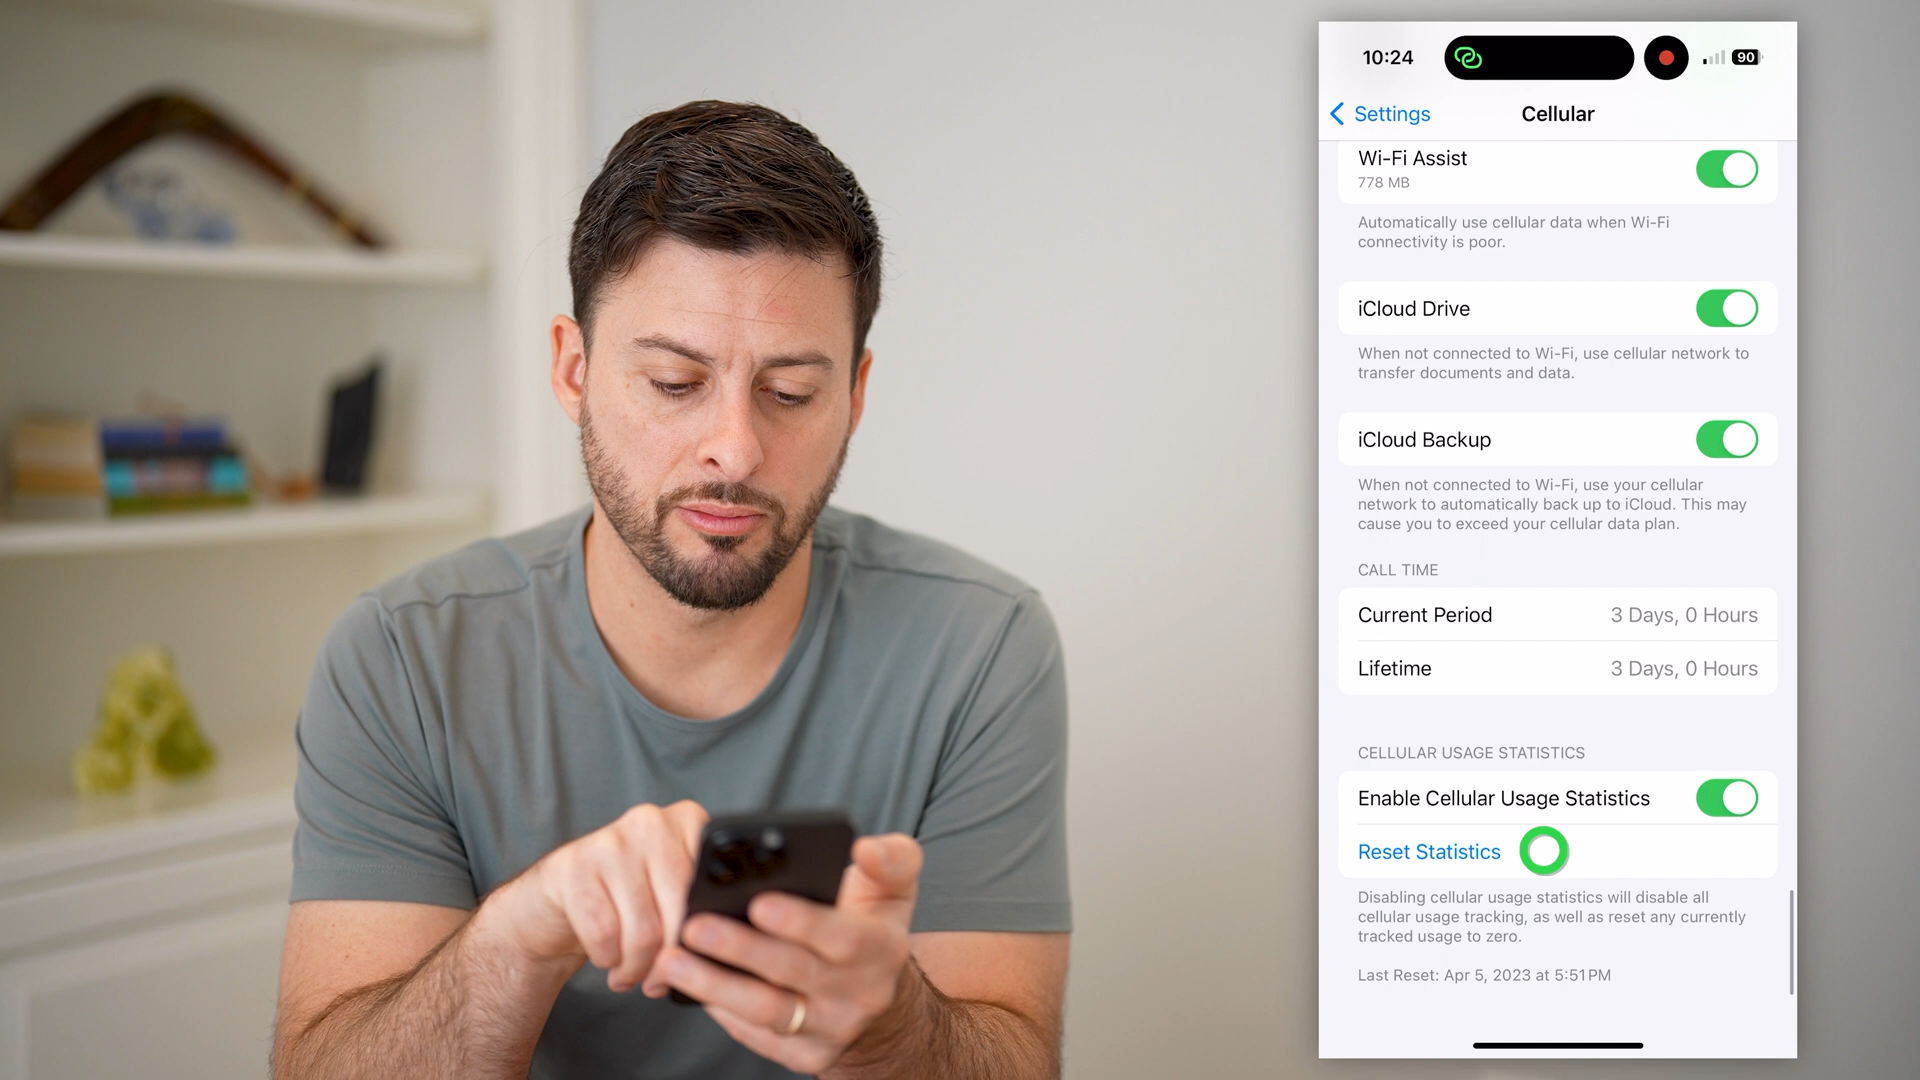 10:24
90
Settings
Cellular
Wi-Fi Assist
778 MB
Automatically use cellular data when Wi-Fi
connectivity is poor.
iCloud Drive
When not connected to Wi-Fi, use cellular network to
transfer documents and data.
iCloud Backup
When not connected to Wi-Fi, use your cellular
network to automatically back up to iCloud. This may
cause you to exceed your cellular data plan.
CALL TIME
Current Period 3 Days, 0 Hours
Lifetime 3 Days, 0 Hours
CELLULAR USAGE STATISTICS
Enable Cellular Usage Statistics
Reset Statistics
Disabling cellular usage statistics will disable all
cellular usage tracking, as well as reset any currently
tracked usage to zero.
Last Reset: Apr 5, 2023 at 5:51 PM